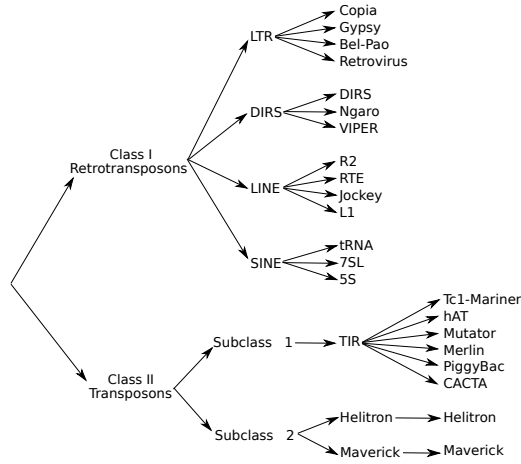 Class I
Retrotransposons
LTR
Copia
Gypsy
Bel-Pao
Retrovirus
DIRS
DIRS
Ngaro
VIPER
LINE
R2
RTE
Jockey
L1
SINE
tRNA
7SL
5S
Class II
Transposons
Subclass 1
TIR
Tc1-Mariner
hAT
Mutator
Merlin
PiggyBac
CACTA
Subclass 2
Helitron
Helitron
Maverick
Maverick